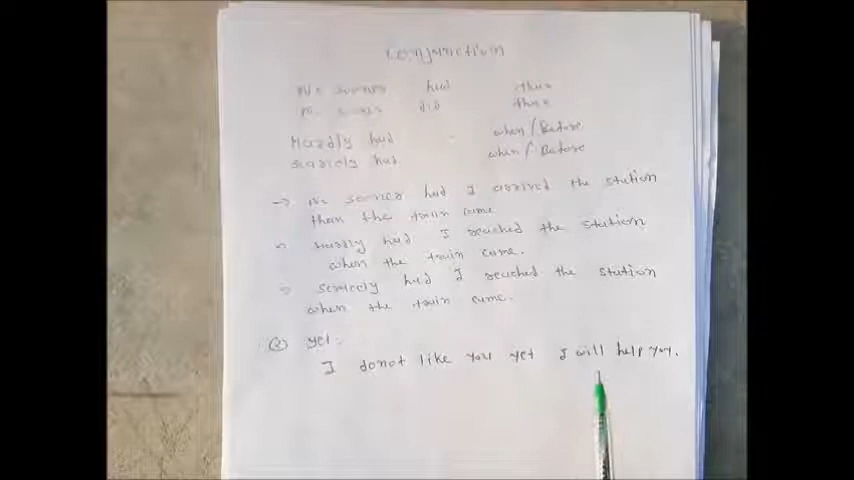 Conjunction
No sooner had than
No sooner did than
Hardly had when/Before
scarcely had when/Before
→ No sooner had I arrived the station
than the train came
Hardly had I reached the station
when the train came.
Scarcely had I reached the station
when the train came.
② yet.
I donot like you yet I will help you.